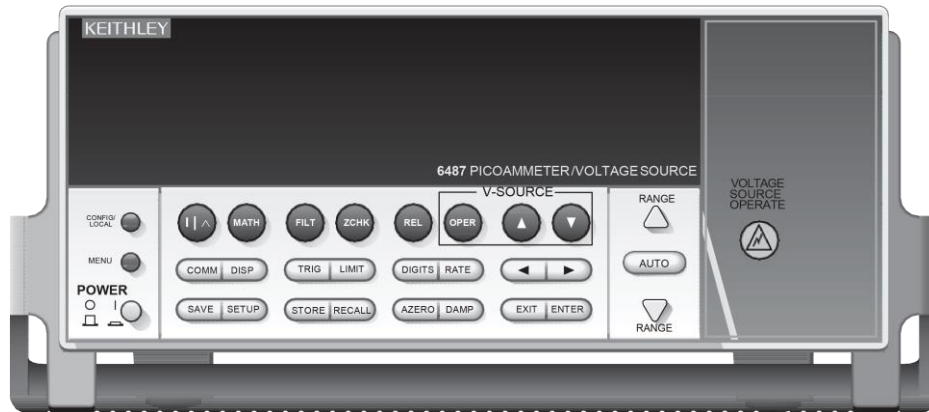 KEITHLEY
6487 PICOAMMETER/VOLTAGE SOURCE
V-SOURCE
CONFIG/
LOCAL
MATH
FILT
ZCHK
REL
OPER
RANGE
VOLTAGE
SOURCE
OPERATE
MENU
COMM DISP
TRIG LIMIT
DIGITS RATE
AUTO
POWER
O I
SAVE SETUP
STORE RECALL
AZERO DAMP
EXIT ENTER
RANGE